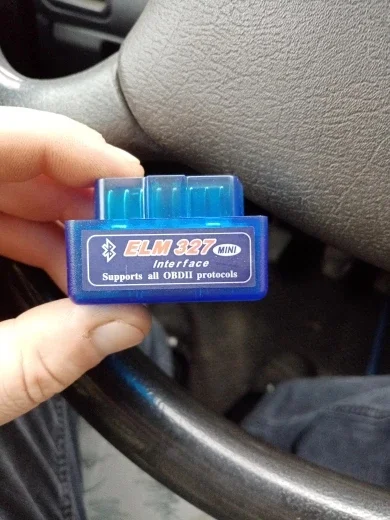 ELM 327 MINI
Interface
Supports all OBDII protocols